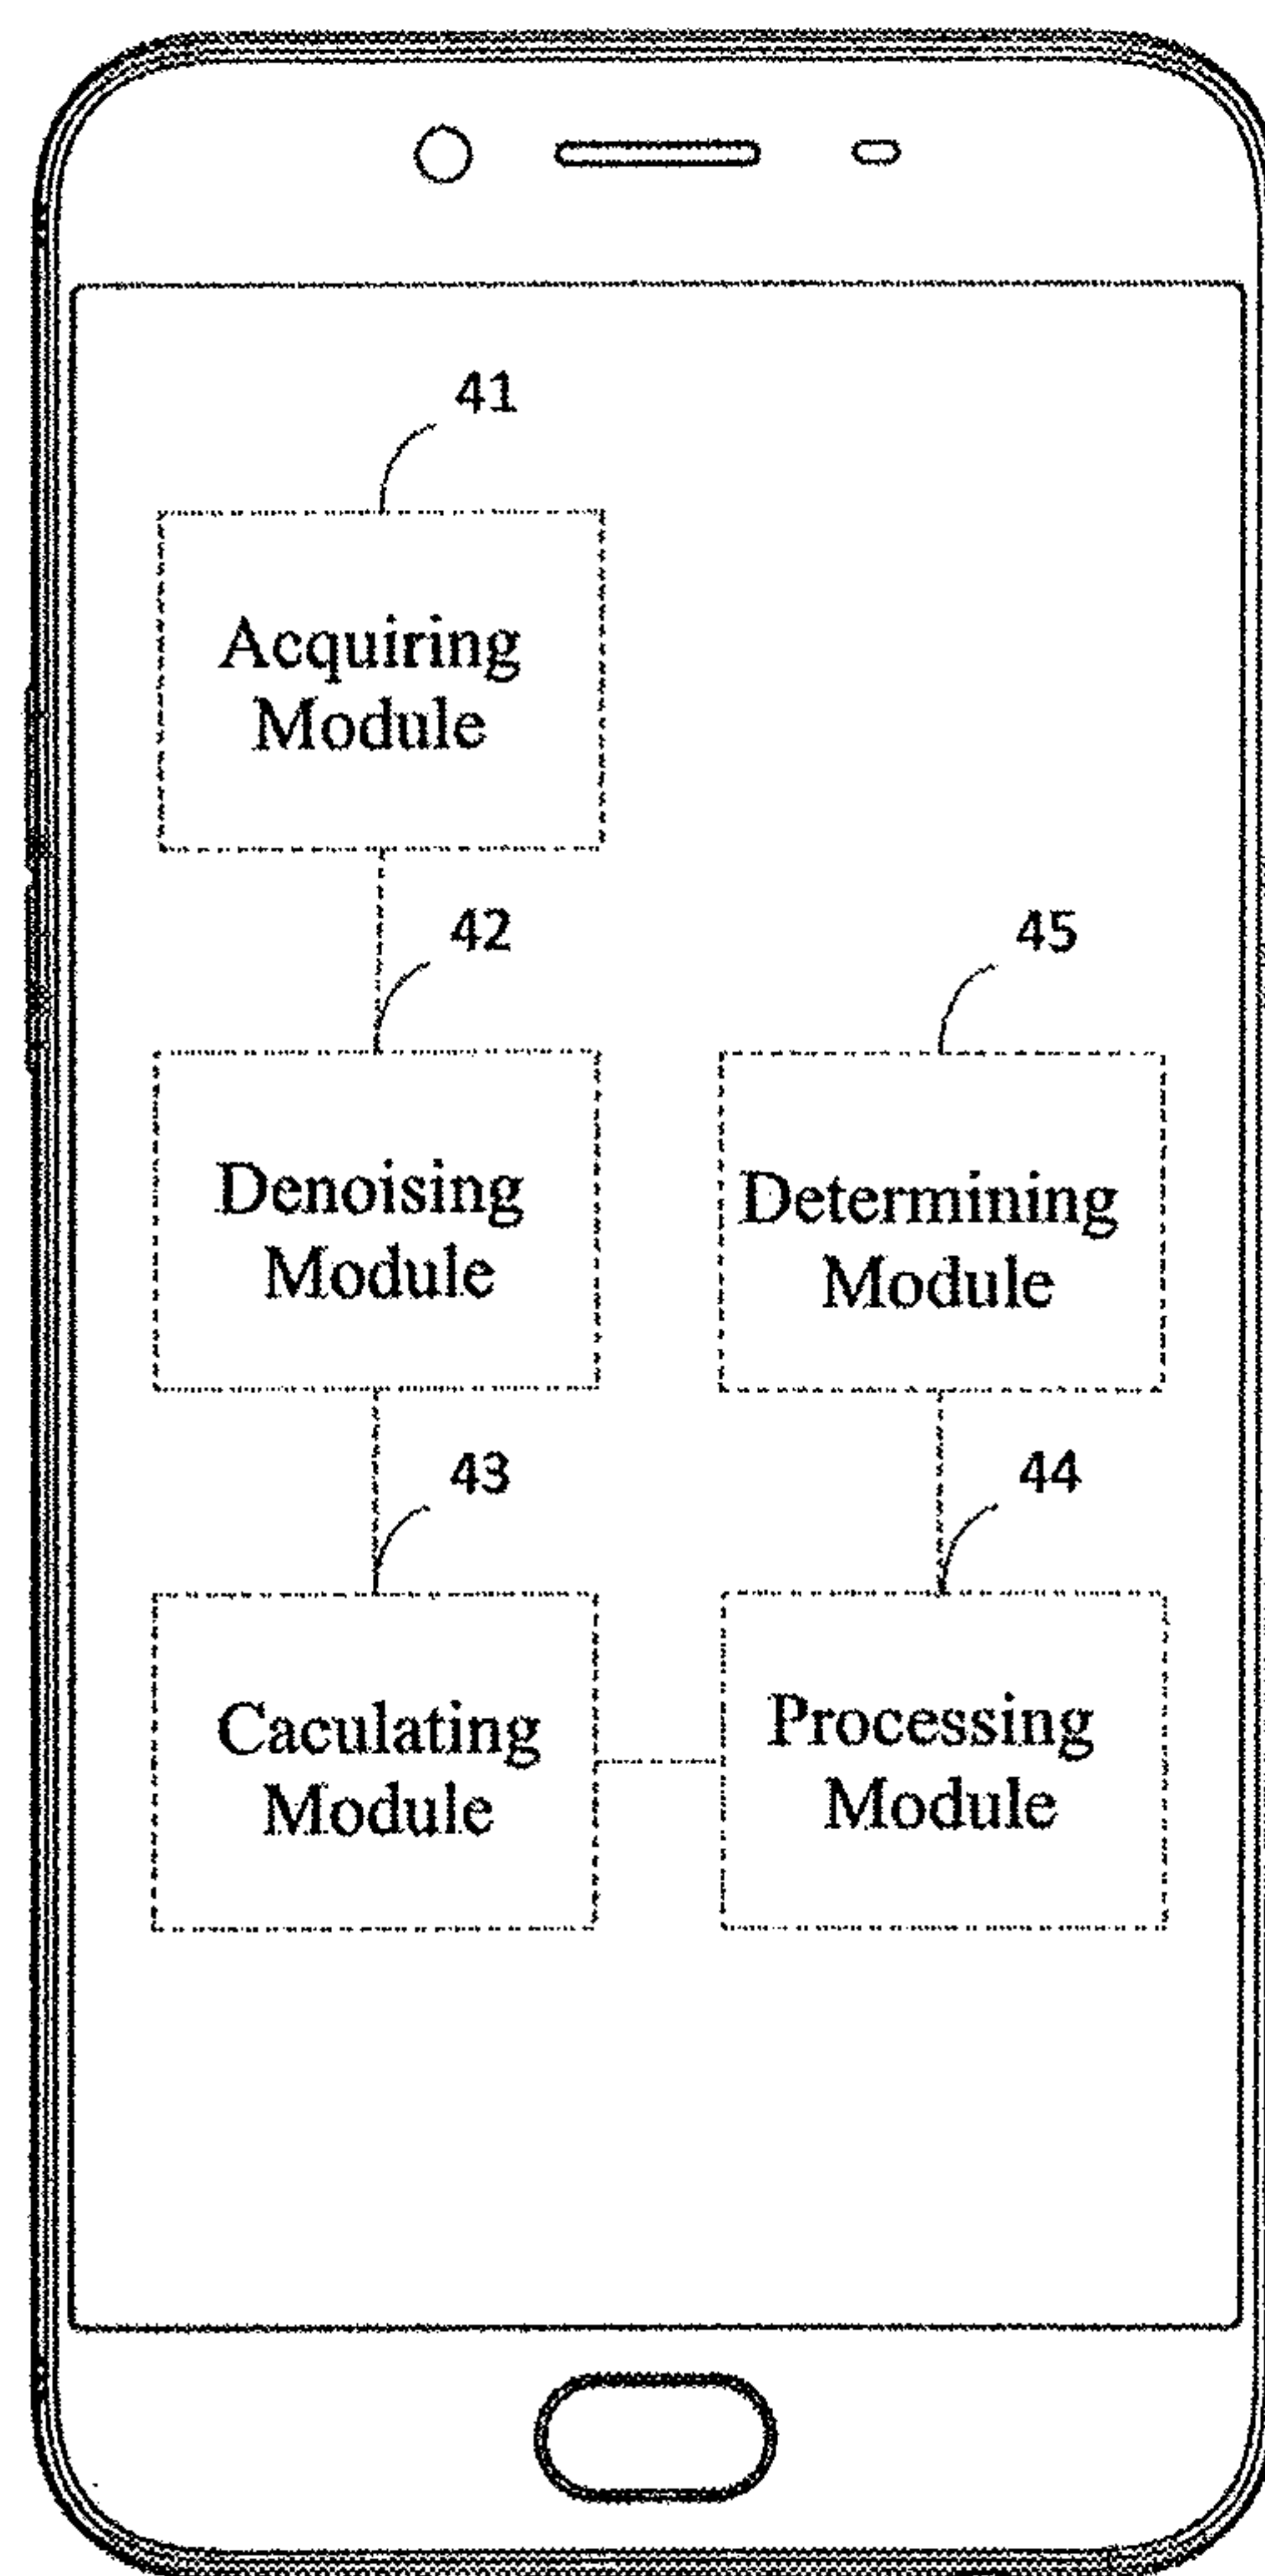 41
Acquiring
Module
42
45
Denoising
Module
Determining
Module
43
44
Caculating
Module
Processing
Module